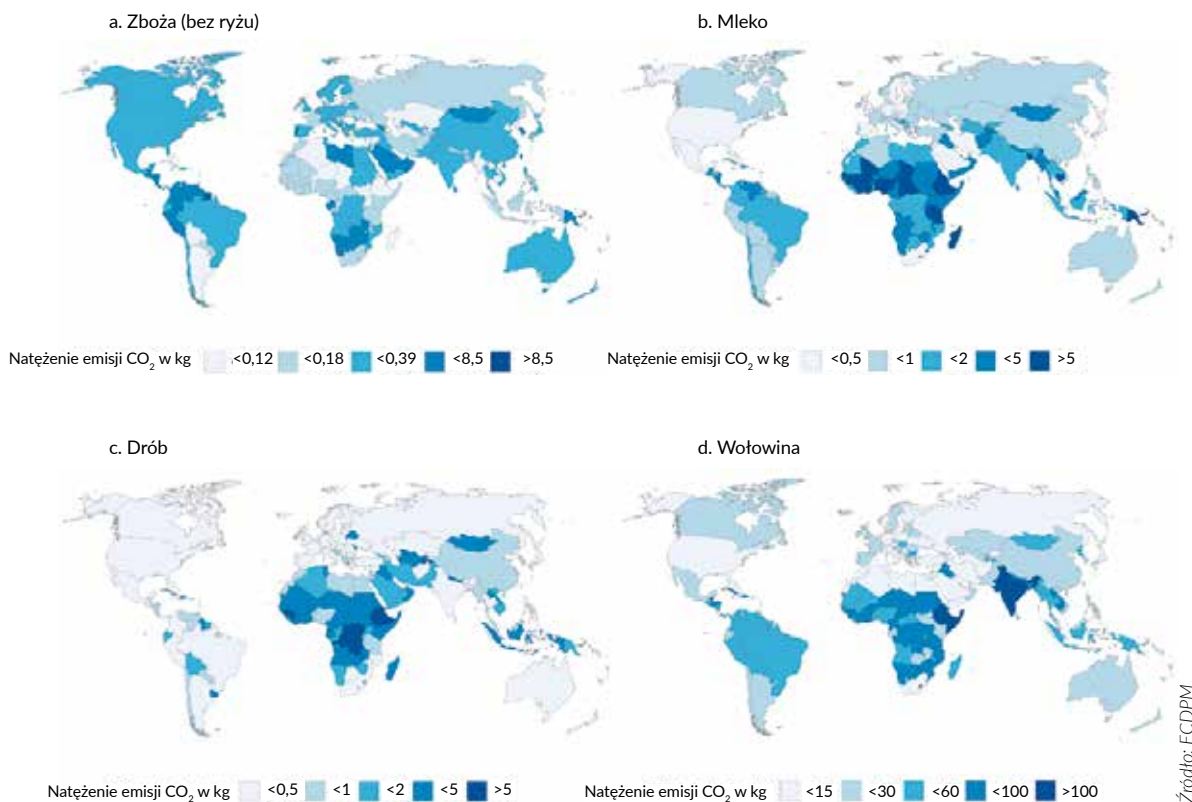 a. Zboża (bez ryżu)
b. Mleko
Natężenie emisji CO₂ w kg <0,12 <0,18 <0,39 <8,5 >8,5
Natężenie emisji CO₂ w kg <0,5 <1 <2 <5 >5
c. Drób
d. Wołowina
Natężenie emisji CO₂ w kg <0,5 <1 <2 <5 >5
Natężenie emisji CO₂ w kg <15 <30 <60 <100 >100
Źródło: ECDPM